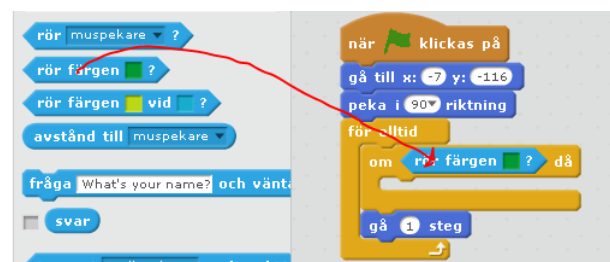 rör muspekare ?
rör färgen ?
rör färgen vid ?
avstånd till muspekare
fråga What's your name? och vänta
svar
när klickas på
gå till x: -7 y: -116
peka i 90 riktning
för alltid
om rör färgen ? då
gå 1 steg